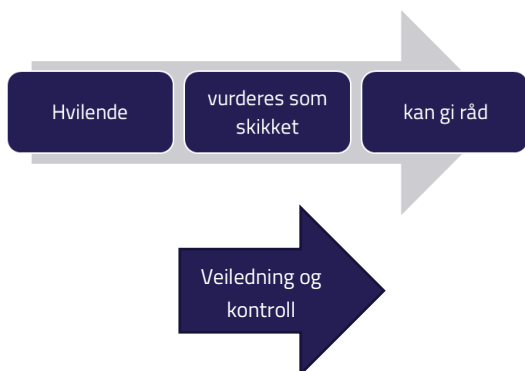 Hvilende
vurderes som
skikket
kan gi råd
Veiledning og
kontroll